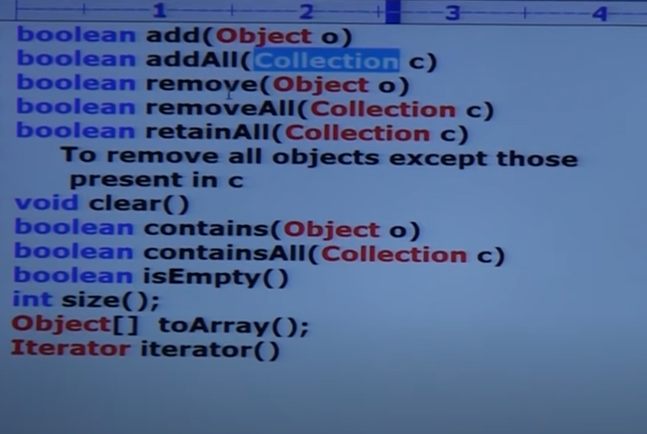 1 2 3 4
boolean add(Object o)
boolean addAll(Collection c)
boolean remove(Object o)
boolean removeAll(Collection c)
boolean retainAll(Collection c)
To remove all objects except those
present in c
void clear()
boolean contains(Object o)
boolean containsAll(Collection c)
boolean isEmpty()
int size();
Object[] toArray();
Iterator iterator()